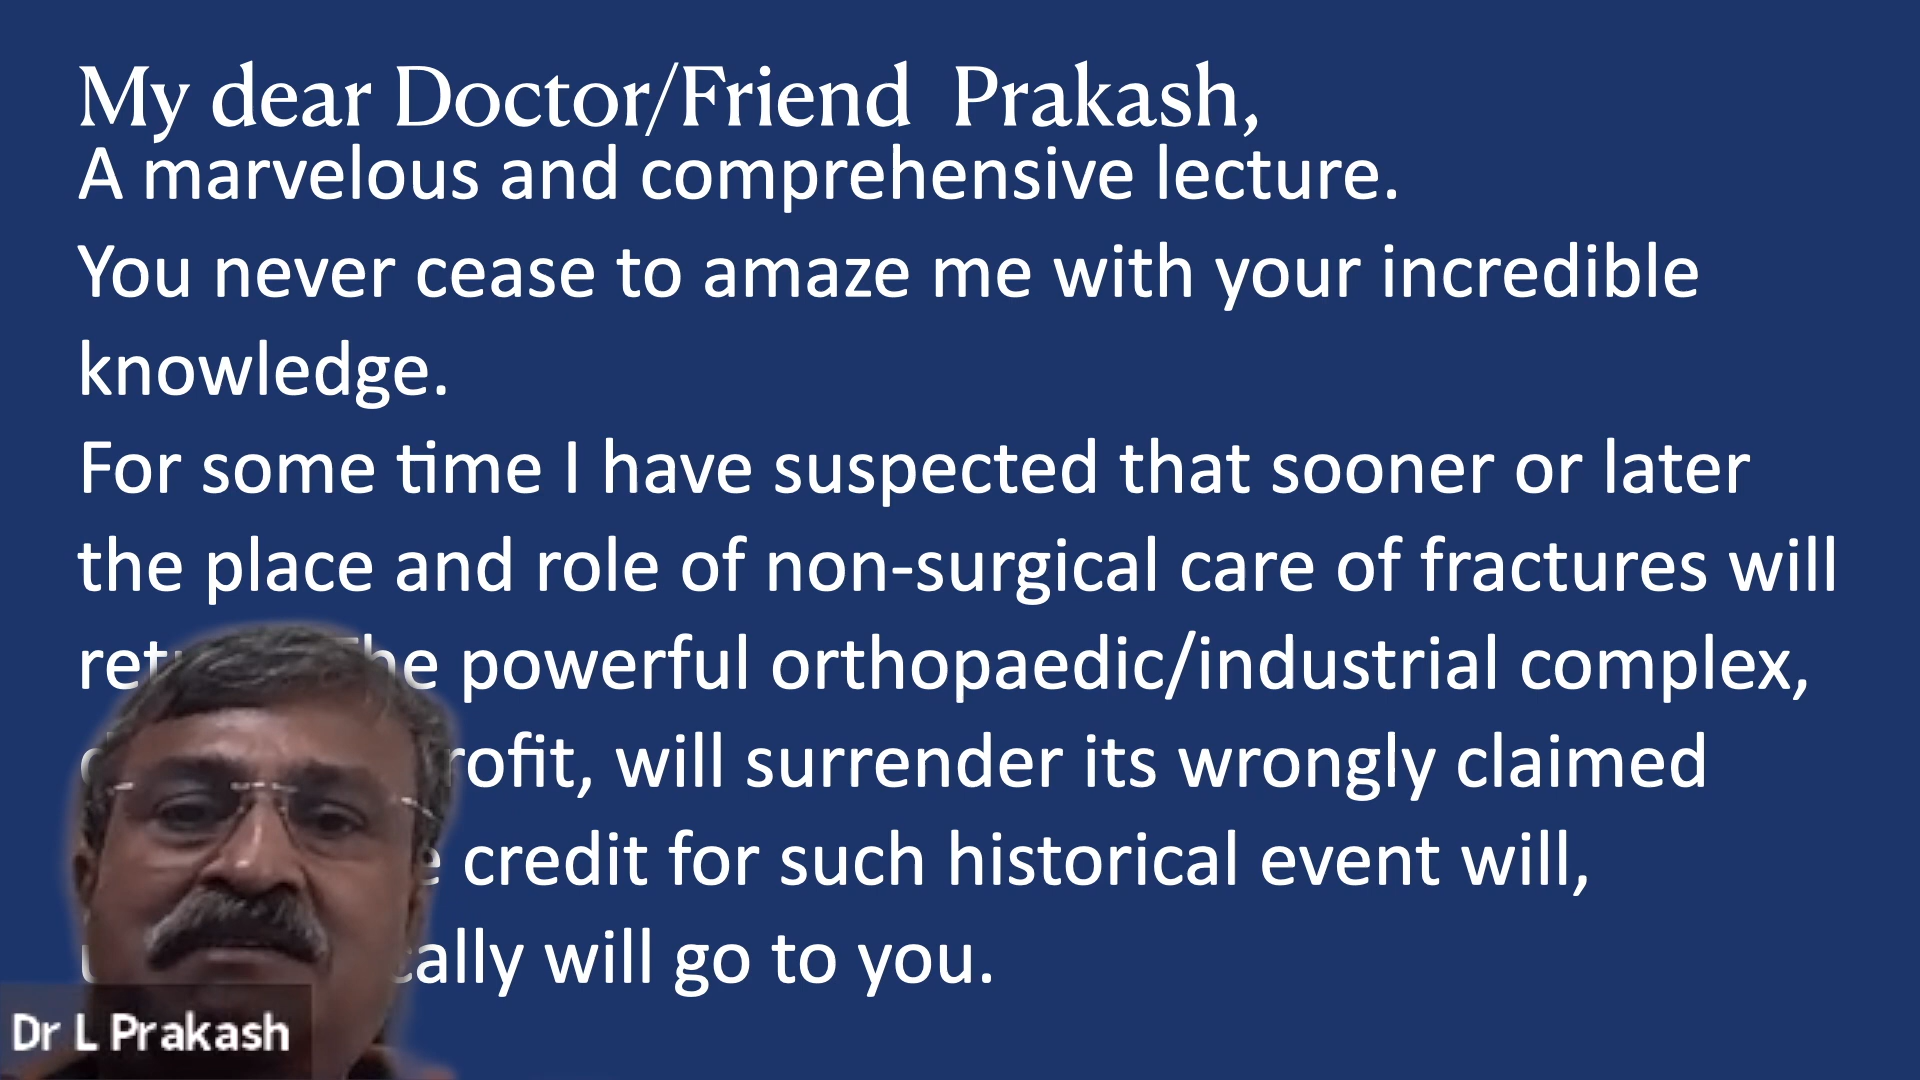 My dear Doctor/Friend Prakash,
A marvelous and comprehensive lecture.
You never cease to amaze me with your incredible
knowledge.
For some time I have suspected that sooner or later
the place and role of non-surgical care of fractures will
powerful orthopaedic/industrial complex,
will surrender its wrongly claimed
credit for such historical event will,
will go to you.
Dr L Prakash